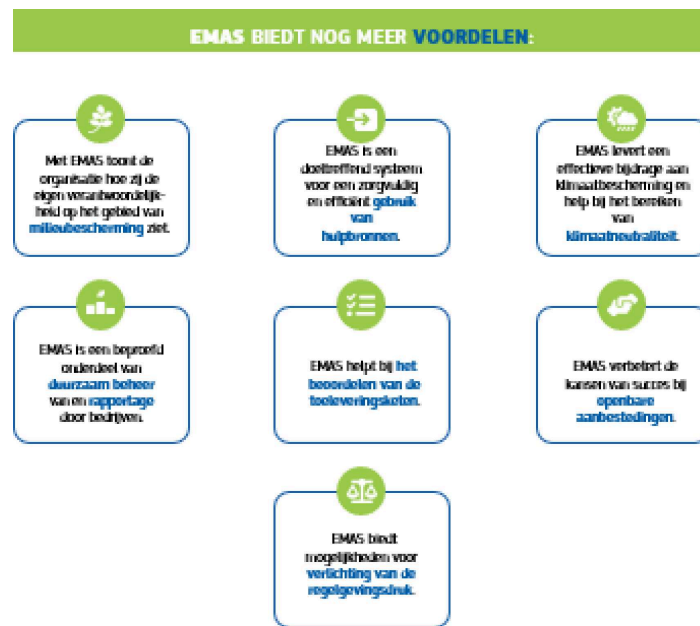 EMAS BIEDT NOG MEER VOORDELEN:
Met EMAS toont de
organisatie hoe zij de
eigen verantwoordelijk-
heid op het gebied van
milieubescherming ziet.
EMAS is een
doeltreffend systeem
voor een zorgvuldig
en efficiënt gebruik
van
hulpbronnen.
EMAS levert een
effectieve bijdrage aan
klimaatbescherming en
help bij het bereiken
van
klimaatneutraliteit.
EMAS is een beproefd
onderdeel van
duurzaam beheer
van en rapportage
door bedrijven.
EMAS helpt bij het
beoordelen van de
toeleveringsketen.
EMAS verbetert de
kansen van succes bij
openbare
aanbestedingen.
EMAS biedt
mogelijkheden voor
verlichting van de
regelgevingsdruk.